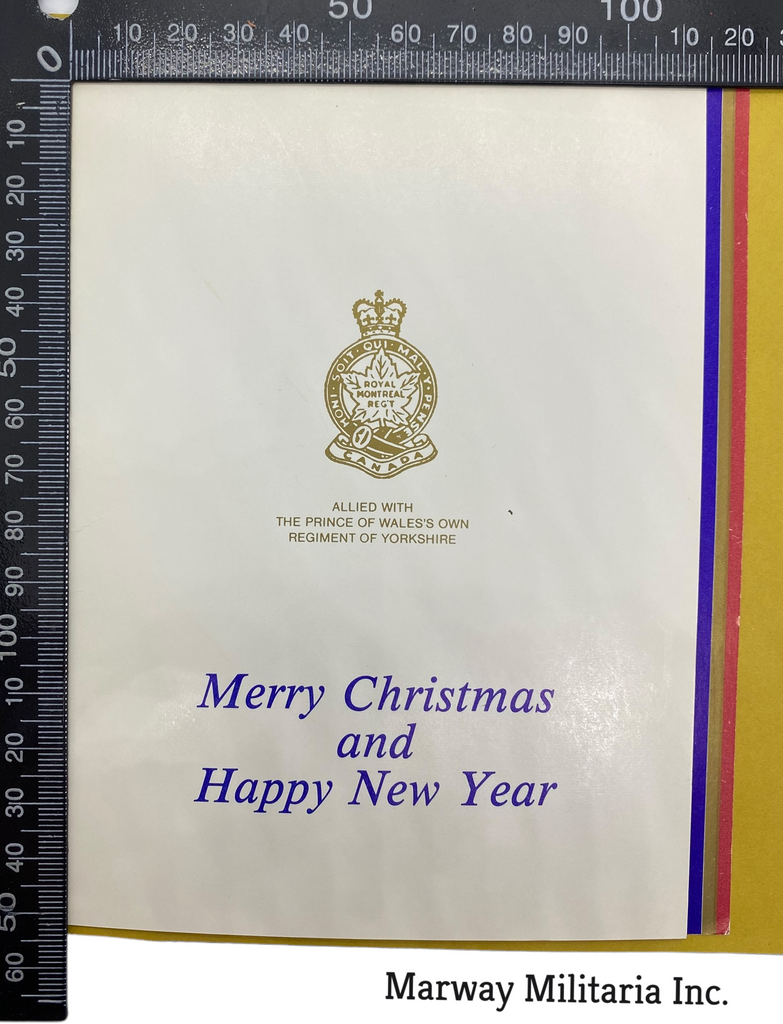 50 100
0 10 20 30 40 60 70 80 90 10 20
10
20
30
40
50
60
70
80
90
100
10
20
30
40
50
60
HONI·SOIT·QUI·MAL·Y·PENSE
ROYAL
MONTREAL
REGT
CANADA
ALLIED WITH
THE PRINCE OF WALES'S OWN
REGIMENT OF YORKSHIRE
Merry Christmas
and
Happy New Year
Marway Militaria Inc.